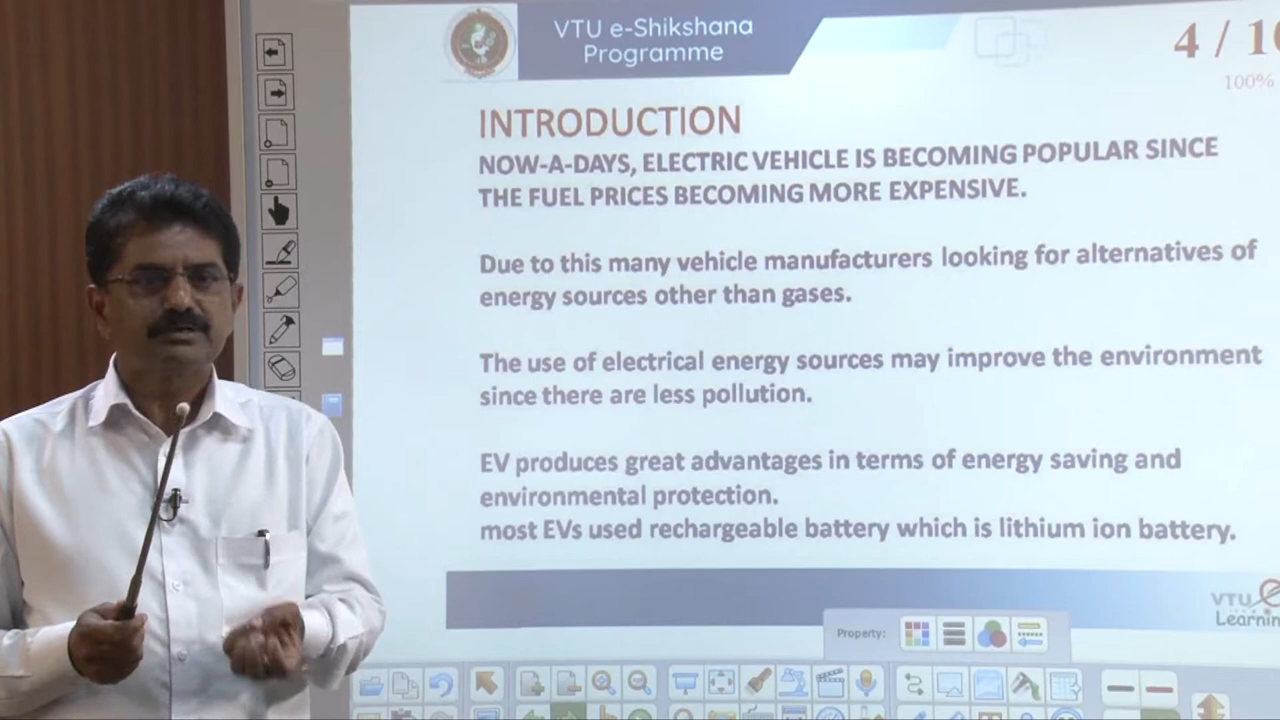 VTU e-Shikshana
Programme
4 / 10
100%
INTRODUCTION
NOW-A-DAYS, ELECTRIC VEHICLE IS BECOMING POPULAR SINCE
THE FUEL PRICES BECOMING MORE EXPENSIVE.
Due to this many vehicle manufacturers looking for alternatives of
energy sources other than gases.
The use of electrical energy sources may improve the environment
since there are less pollution.
EV produces great advantages in terms of energy saving and
environmental protection.
most EVs used rechargeable battery which is lithium ion battery.
VTU
Learnin
Property: